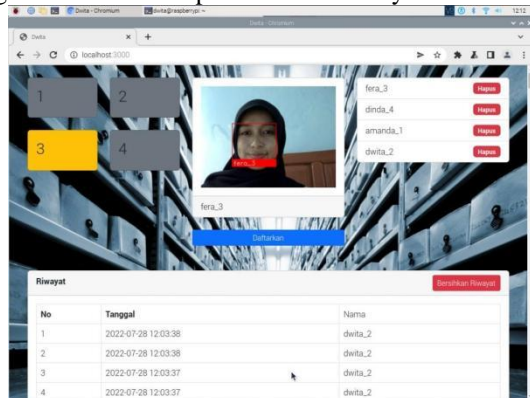 Dwita - Chromium
dwita@raspberrypi: ~
12:12
Dwita - Chromium
Dwita
localhost:3000
1
2
3
4
Fera_3
fera_3
Daftarkan
fera_3 Hapus
dinda_4 Hapus
amanda_1 Hapus
dwita_2 Hapus
Riwayat
Bersihkan Riwayat
No Tanggal Nama
1 2022-07-28 12:03:38 dwita_2
2 2022-07-28 12:03:38 dwita_2
3 2022-07-28 12:03:37 dwita_2
4 2022-07-28 12:03:37 dwita_2